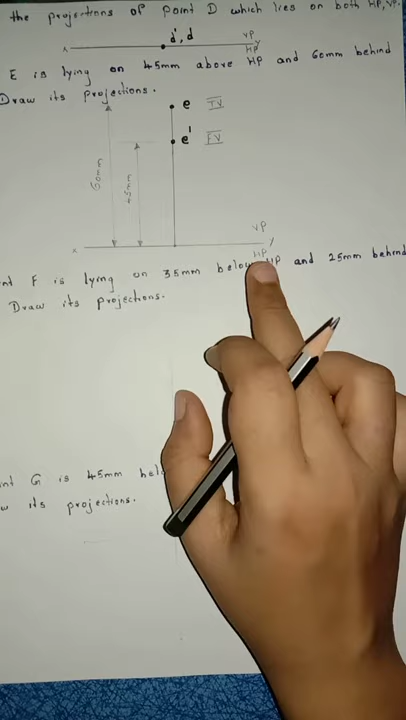 the projections of point D which lies on both HP, VP.
d', d
x y
VP
HP
E is lying on 45mm above HP and 60mm behind
Draw its projections.
e TV
e' FV
x y
VP
HP
nt F is lying on 35mm below HP and 25mm behind
Draw its projections.
nt G is 45mm bel
w its projections.